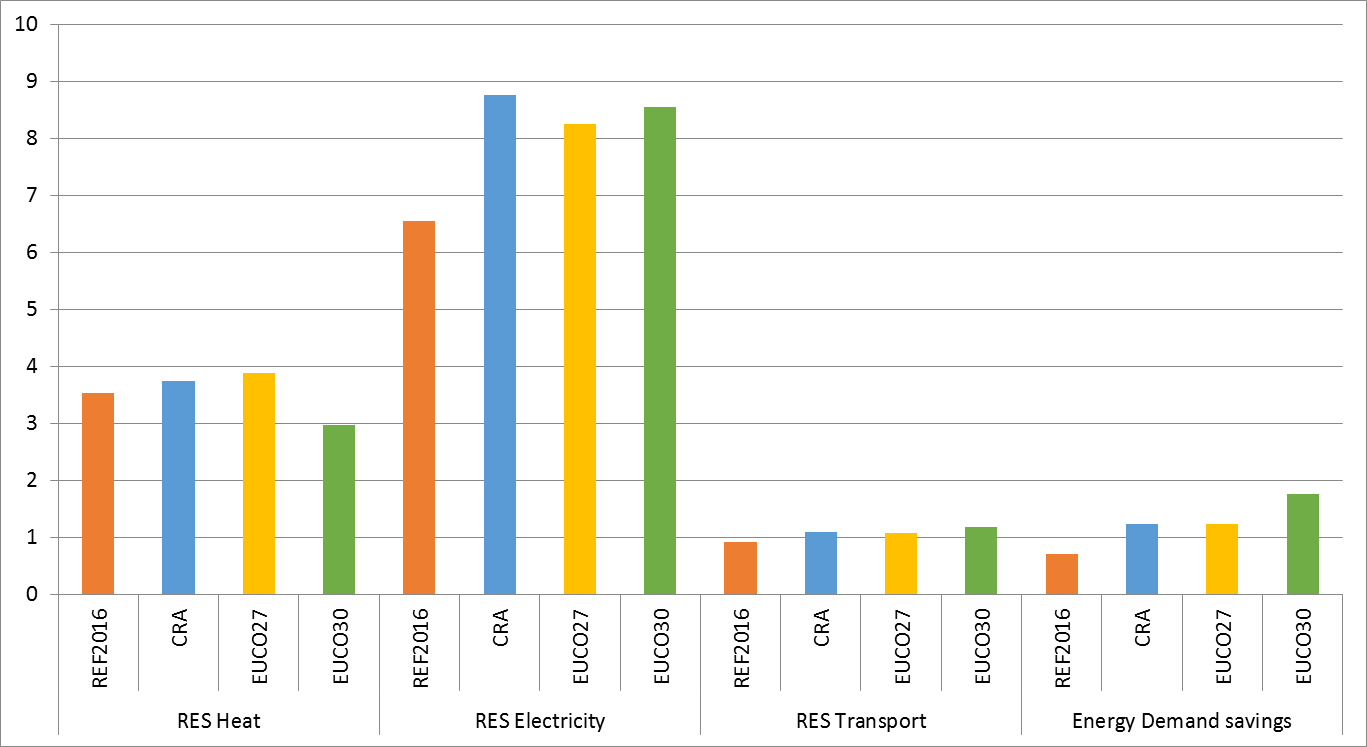 10
9
8
7
6
5
4
3
2
1
0
REF2016
CRA
EUCO27
EUCO30
REF2016
CRA
EUCO27
EUCO30
REF2016
CRA
EUCO27
EUCO30
REF2016
CRA
EUCO27
EUCO30
RES Heat
RES Electricity
RES Transport
Energy Demand savings